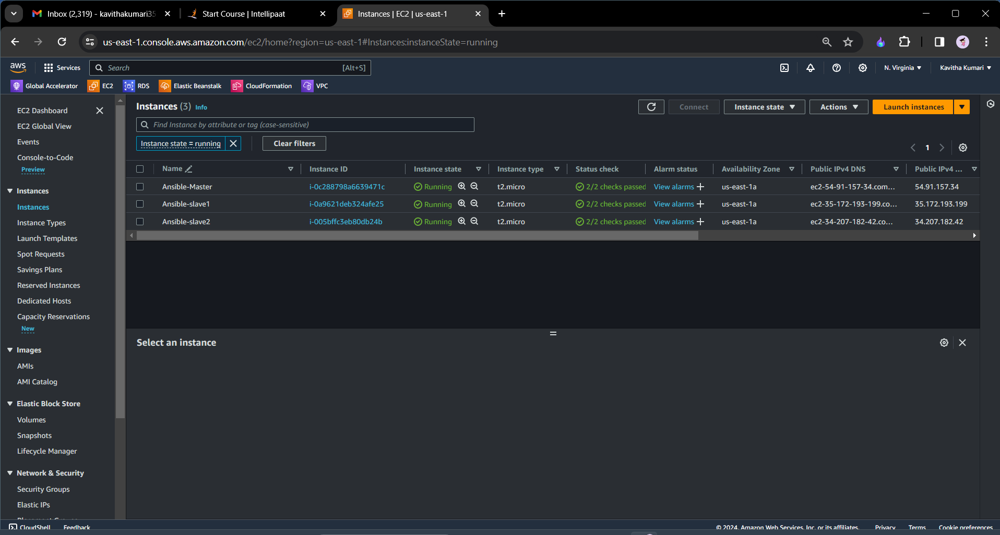 Inbox (2,319) - kavithakumari35
Start Course | Intellipaat
Instances | EC2 | us-east-1
us-east-1.console.aws.amazon.com/ec2/home?region=us-east-1#Instances:instanceState=running
aws
Services
Search
[Alt+S]
N. Virginia
Kavitha Kumari
Global Accelerator
EC2
RDS
Elastic Beanstalk
CloudFormation
VPC
EC2 Dashboard
EC2 Global View
Events
Console-to-Code
Preview
Instances
Instances
Instance Types
Launch Templates
Spot Requests
Savings Plans
Reserved Instances
Dedicated Hosts
Capacity Reservations
New
Images
AMIs
AMI Catalog
Elastic Block Store
Volumes
Snapshots
Lifecycle Manager
Network & Security
Security Groups
Elastic IPs
Instances (3) Info
Connect
Instance state
Actions
Launch instances
Find Instance by attribute or tag (case-sensitive)
Instance state = running
Clear filters
1
Name Instance ID Instance state Instance type Status check Alarm status Availability Zone Public IPv4 DNS Public IPv4 ...
Ansible-Master i-0c288798a6639471c Running t2.micro 2/2 checks passed View alarms + us-east-1a ec2-54-91-157-34.com... 54.91.157.34
Ansible-slave1 i-0a9621deb324afe25 Running t2.micro 2/2 checks passed View alarms + us-east-1a ec2-35-172-193-199.co... 35.172.193.199
Ansible-slave2 i-005bffc3eb80db24b Running t2.micro 2/2 checks passed View alarms + us-east-1a ec2-34-207-182-42.co... 34.207.182.42
Select an instance
CloudShell
Feedback
© 2024, Amazon Web Services, Inc. or its affiliates.
Privacy
Terms
Cookie preferences